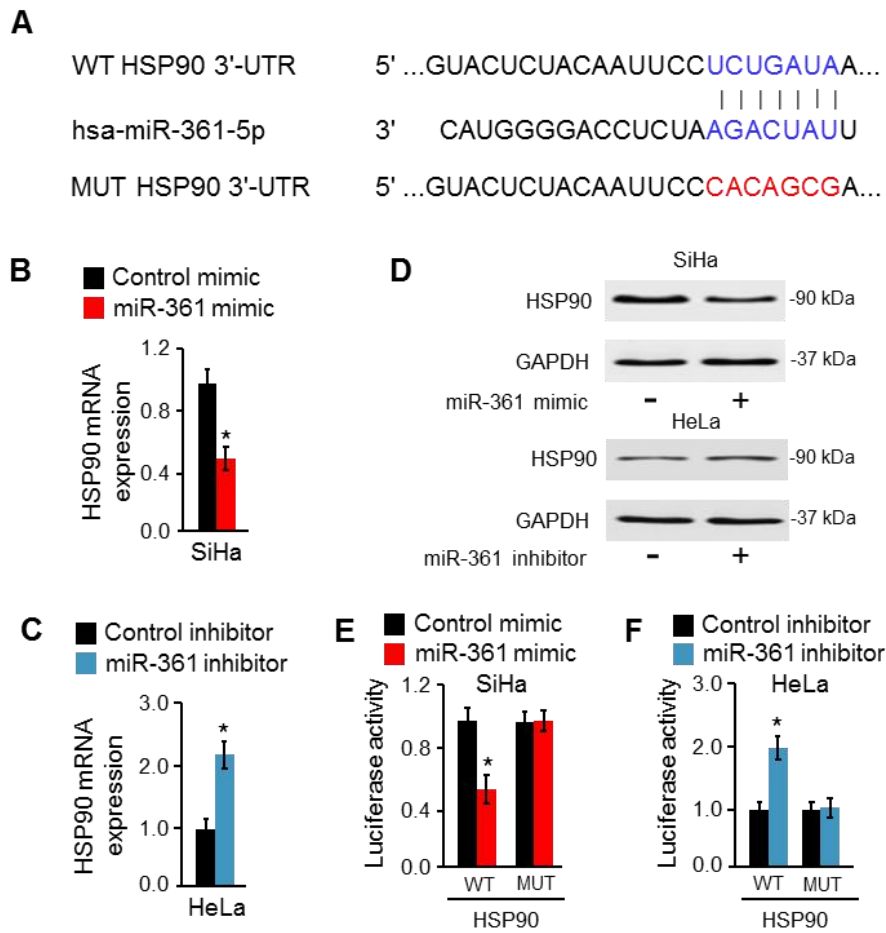 A
WT HSP90 3'-UTR 5' ...GUACUCUACAAUUCCUCUGAUAA...
hsa-miR-361-5p 3' CAUGGGGACCUCUAAGACUAUU
MUT HSP90 3'-UTR 5' ...GUACUCUACAAUUCCCACAGCGA...
B
Control mimic
miR-361 mimic
HSP90 mRNA
expression
1.2
0.8
0.4
0.0
*
SiHa
D
SiHa
HSP90 -90 kDa
GAPDH -37 kDa
miR-361 mimic - +
HeLa
HSP90 -90 kDa
GAPDH -37 kDa
miR-361 inhibitor - +
C
Control inhibitor
miR-361 inhibitor
HSP90 mRNA
expression
3.0
2.0
1.0
0.0
*
HeLa
E
Control mimic
miR-361 mimic
SiHa
Luciferase activity
1.2
0.8
0.4
0.0
*
WT MUT
HSP90
F
Control inhibitor
miR-361 inhibitor
HeLa
Luciferase activity
3.0
2.0
1.0
0.0
*
WT MUT
HSP90